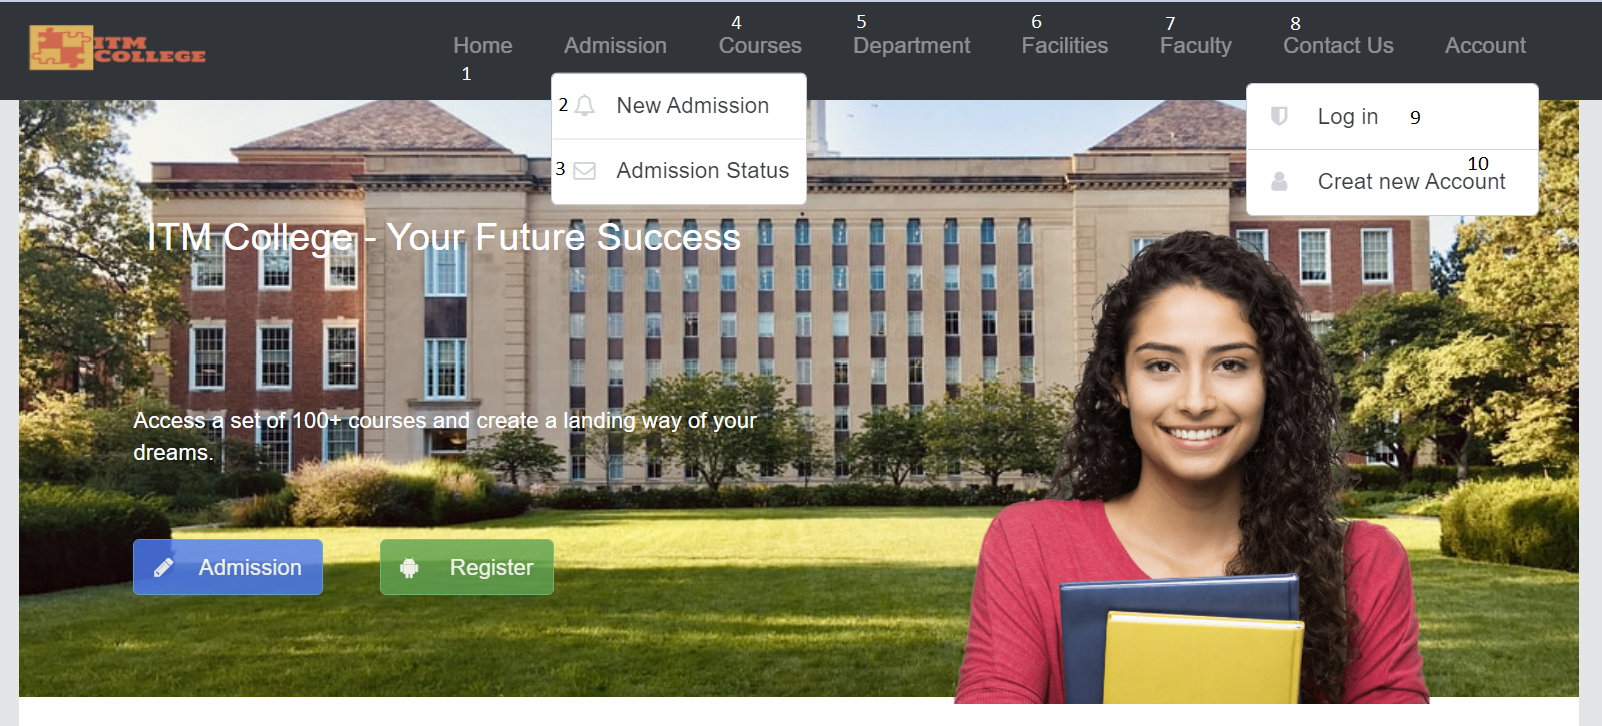 ITM
COLLEGE
Home
1
Admission
4
Courses
5
Department
6
Facilities
7
Faculty
8
Contact Us
Account
2 New Admission
3 Admission Status
Log in 9
10
Creat new Account
ITM College - Your Future Success
Access a set of 100+ courses and create a landing way of your
dreams.
Admission
Register